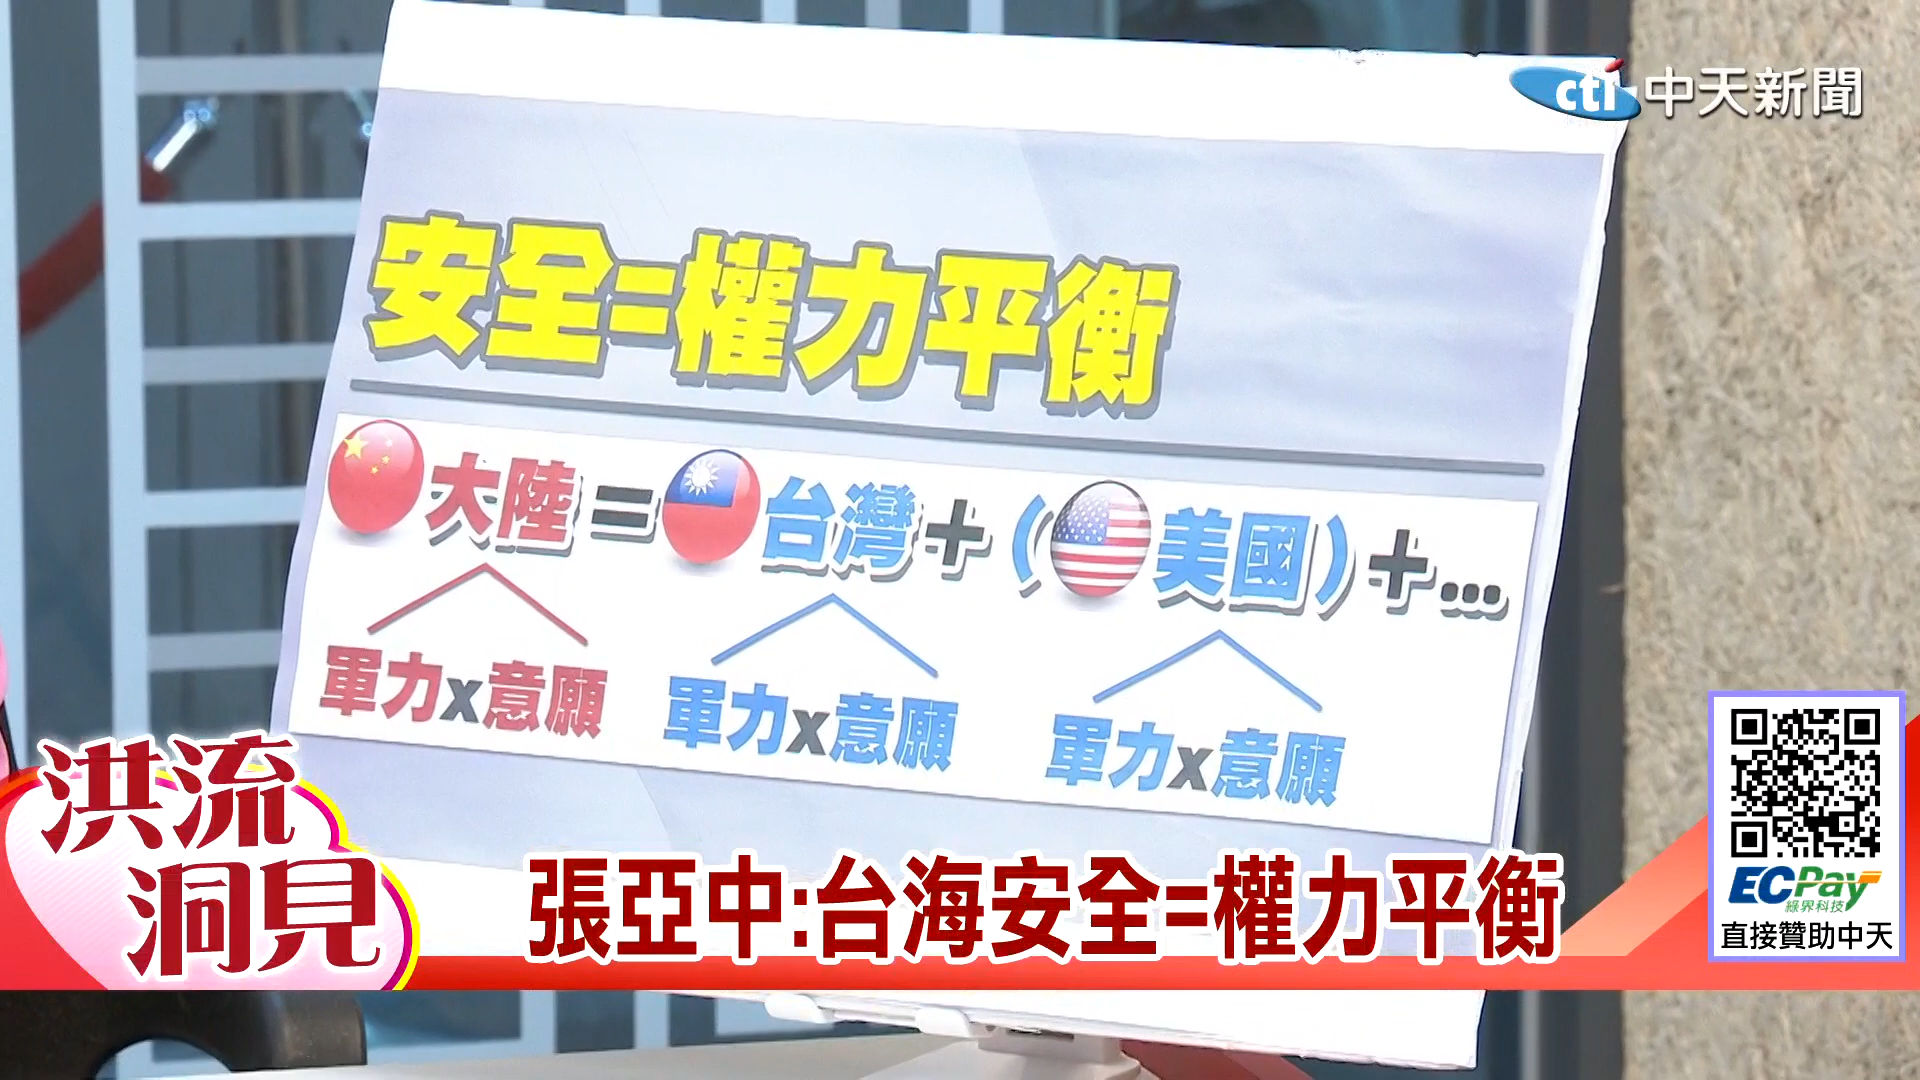 cti 中天新聞
安全=權力平衡
大陸=台灣+(美國)+...
軍力x意願 軍力x意願 軍力x意願
洪流洞見
張亞中:台海安全=權力平衡
ECPay
綠界科技
直接贊助中天